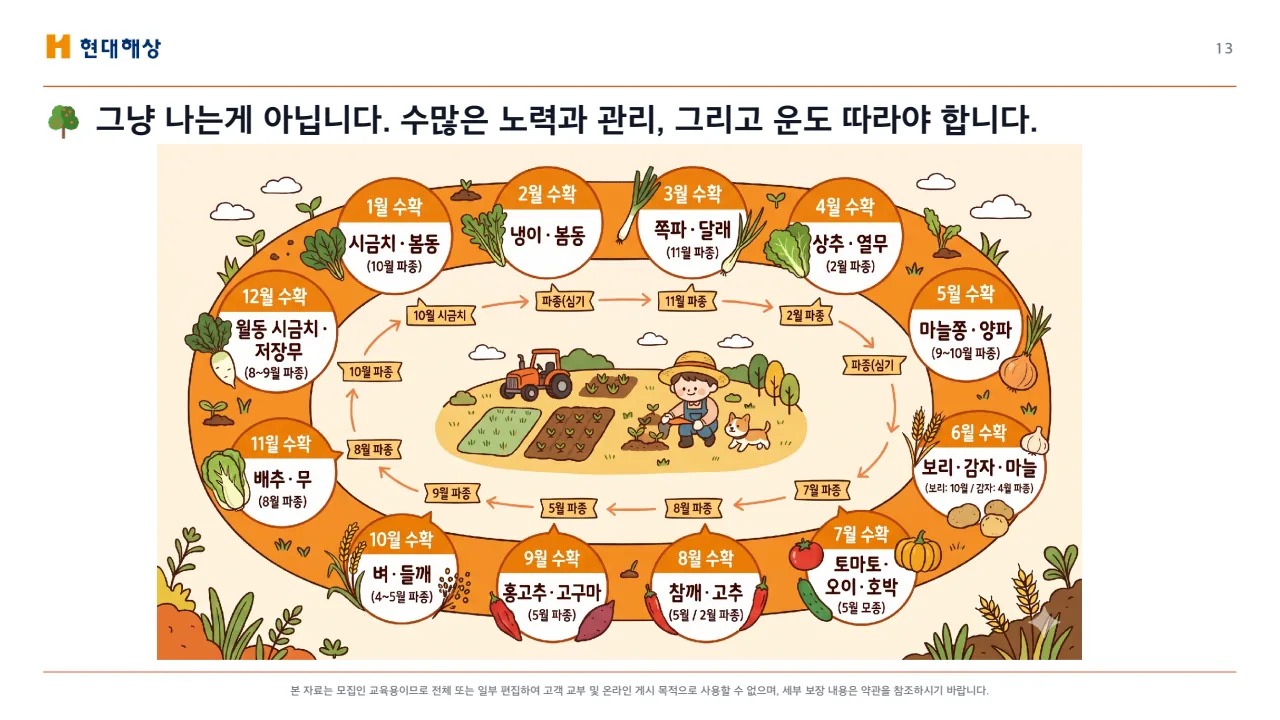 현대해상
13
그냥 나는게 아닙니다. 수많은 노력과 관리, 그리고 운도 따라야 합니다.
1월 수확
시금치·봄동
(10월 파종)
2월 수확
냉이·봄동
3월 수확
쪽파·달래
(11월 파종)
4월 수확
상추·열무
(2월 파종)
5월 수확
마늘쫑·양파
(9~10월 파종)
6월 수확
보리·감자·마늘
(보리: 10월 / 감자: 4월 파종)
7월 수확
토마토·
오이·호박
(5월 모종)
8월 수확
참깨·고추
(5월 / 2월 파종)
9월 수확
홍고추·고구마
(5월 파종)
10월 수확
벼·들깨
(4~5월 파종)
11월 수확
배추·무
(8월 파종)
12월 수확
월동 시금치·
저장무
(8~9월 파종)
10월 시금치
파종(심기
11월 파종
2월 파종
파종(심기
7월 파종
8월 파종
5월 파종
9월 파종
8월 파종
10월 파종
본 자료는 모집인 교육용이므로 전체 또는 일부 편집하여 고객 교부 및 온라인 게시 목적으로 사용할 수 없으며, 세부 보장 내용은 약관을 참조하시기 바랍니다.